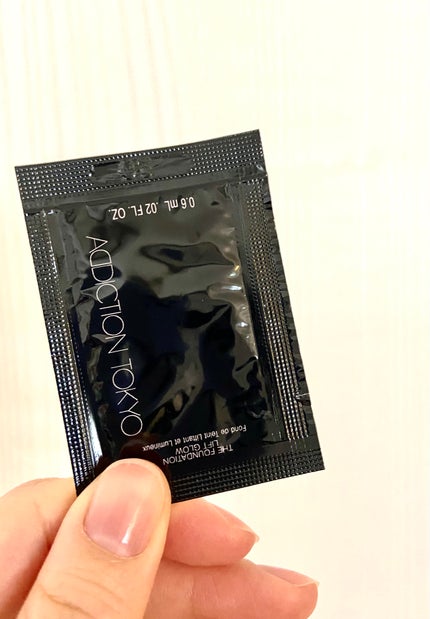 THE FOUNDATION
LIFT GLOW
Fond de Teint Liftant et Lumineux
ADDICTION TOKYO
0.6 mL .02 FL. OZ.